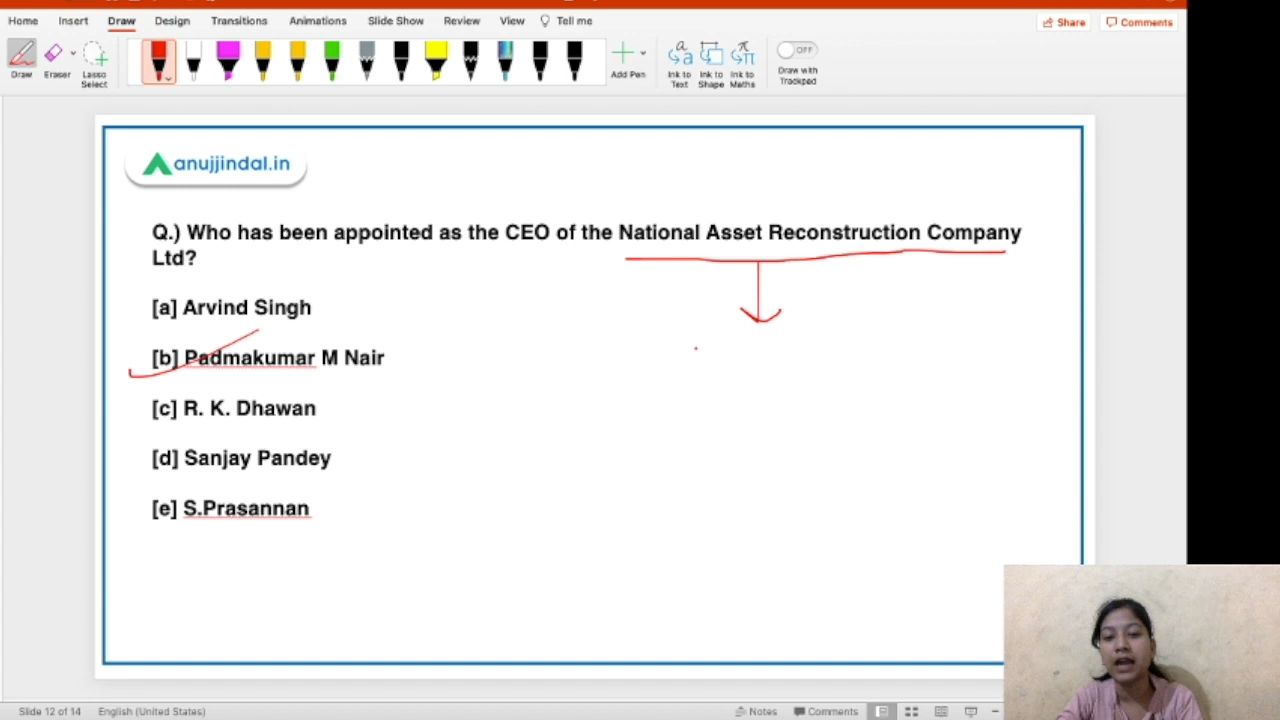 Home Insert Draw Design Transitions Animations Slide Show Review View Tell me Share Comments
Draw Eraser Lasso Select Add Pen Ink to Text Ink to Shape Ink to Maths OFF Draw with Trackpad
anujjindal.in
Q.) Who has been appointed as the CEO of the National Asset Reconstruction Company
Ltd?
[a] Arvind Singh
[b] Padmakumar M Nair
[c] R. K. Dhawan
[d] Sanjay Pandey
[e] S.Prasannan
Slide 12 of 14 English (United States) Notes Comments